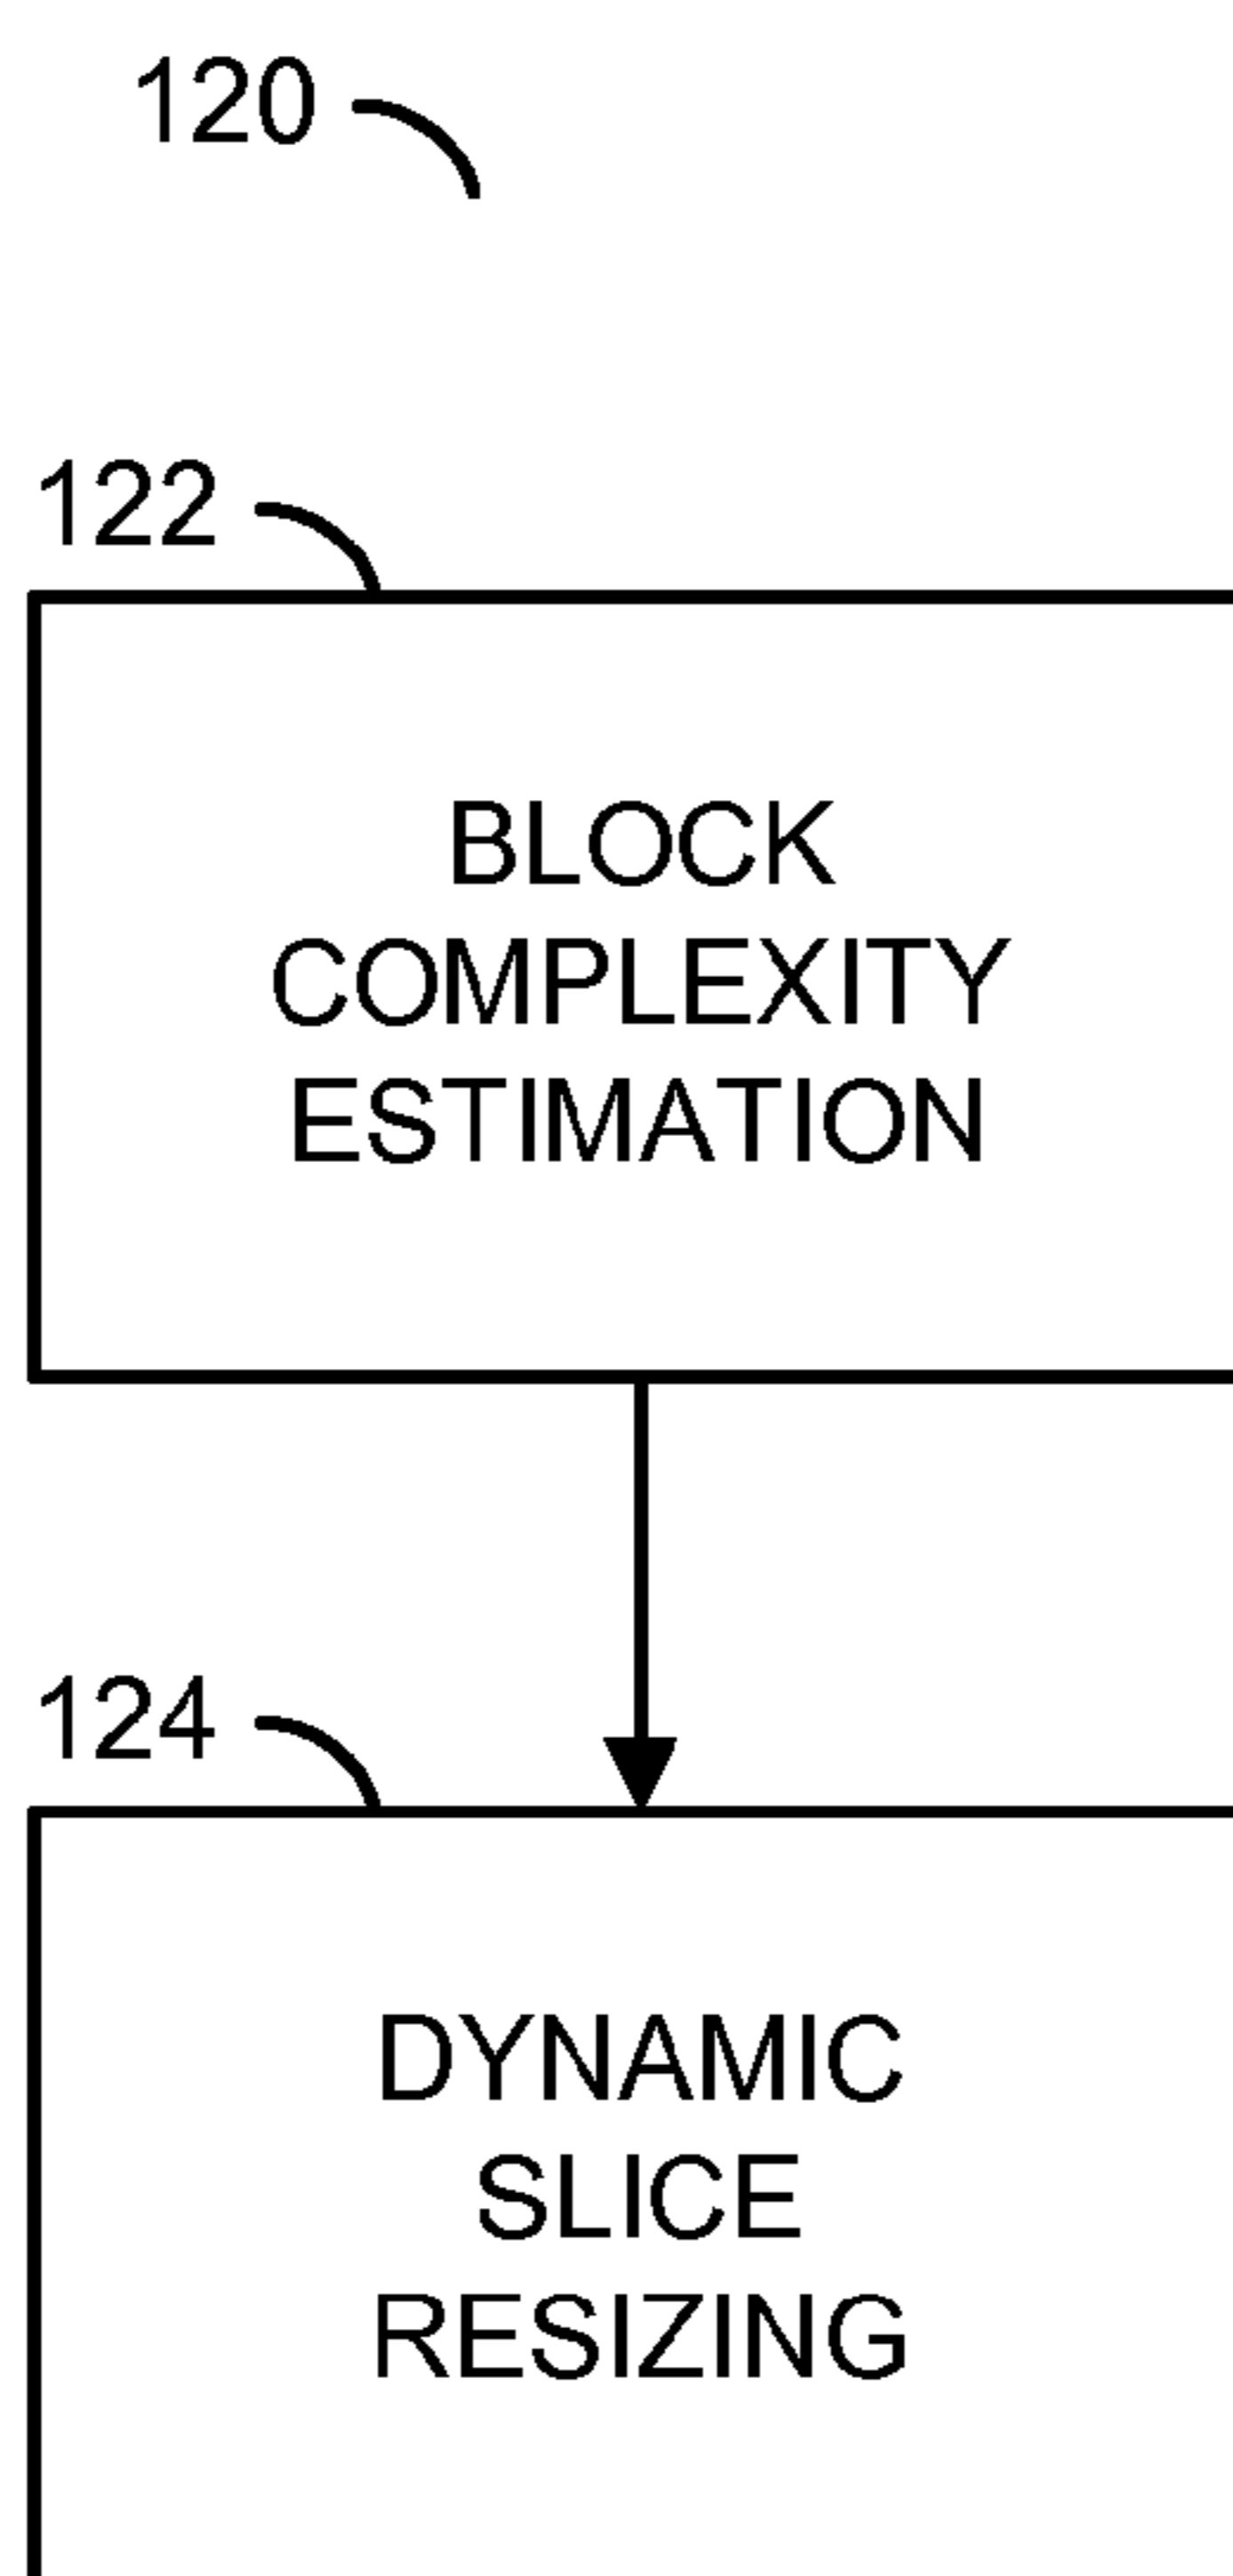 120
122
BLOCK
COMPLEXITY
ESTIMATION
124
DYNAMIC
SLICE
RESIZING